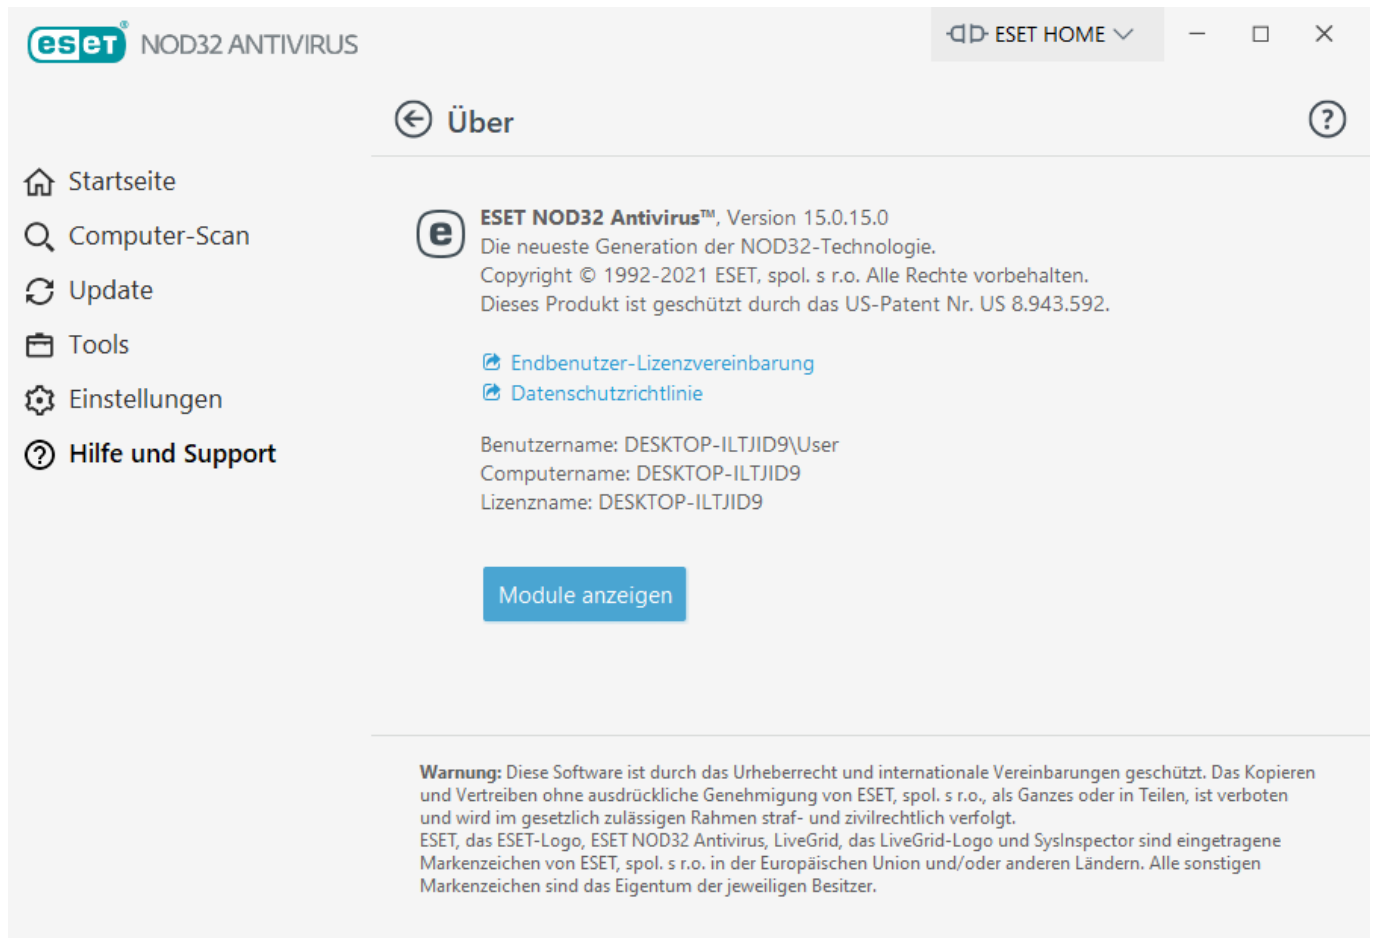 eset® NOD32 ANTIVIRUS
ESET HOME
Über
?
Startseite
Computer-Scan
Update
Tools
Einstellungen
Hilfe und Support
e
ESET NOD32 Antivirus™, Version 15.0.15.0
Die neueste Generation der NOD32-Technologie.
Copyright © 1992-2021 ESET, spol. s r.o. Alle Rechte vorbehalten.
Dieses Produkt ist geschützt durch das US-Patent Nr. US 8.943.592.
Endbenutzer-Lizenzvereinbarung
Datenschutzrichtlinie
Benutzername: DESKTOP-ILTJID9\User
Computername: DESKTOP-ILTJID9
Lizenzname: DESKTOP-ILTJID9
Module anzeigen
Warnung: Diese Software ist durch das Urheberrecht und internationale Vereinbarungen geschützt. Das Kopieren
und Vertreiben ohne ausdrückliche Genehmigung von ESET, spol. s r.o., als Ganzes oder in Teilen, ist verboten
und wird im gesetzlich zulässigen Rahmen straf- und zivilrechtlich verfolgt.
ESET, das ESET-Logo, ESET NOD32 Antivirus, LiveGrid, das LiveGrid-Logo und SysInspector sind eingetragene
Markenzeichen von ESET, spol. s r.o. in der Europäischen Union und/oder anderen Ländern. Alle sonstigen
Markenzeichen sind das Eigentum der jeweiligen Besitzer.